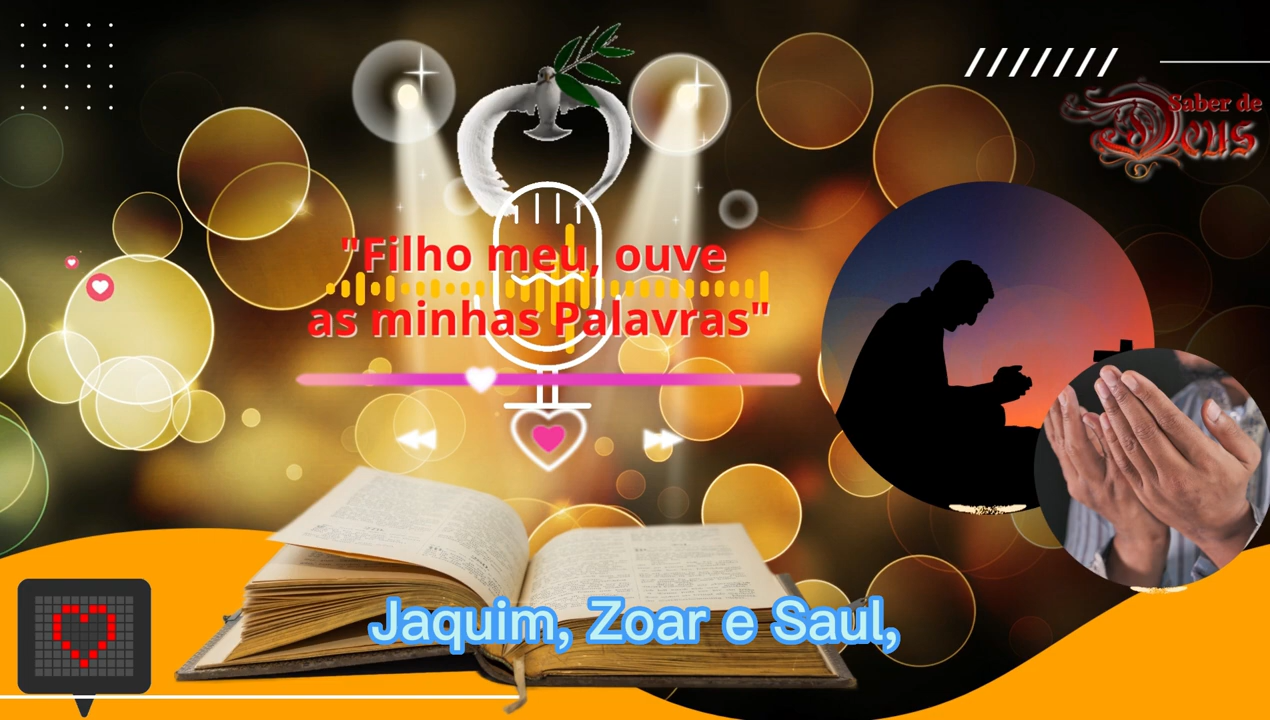 Saber de
Deus
"Filho meu, ouve
as minhas Palavras"
Jaquim, Zoar e Saul,